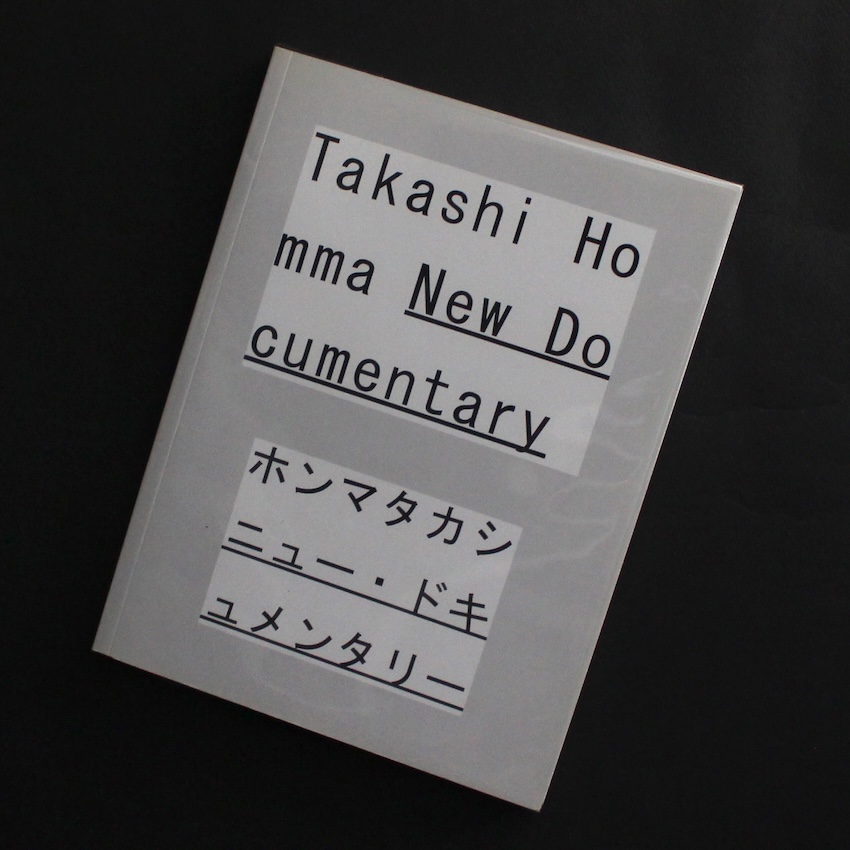 Takashi Ho
mma New Do
cumentary
ホンマタカシ
ニュー・ドキ
ュメンタリー